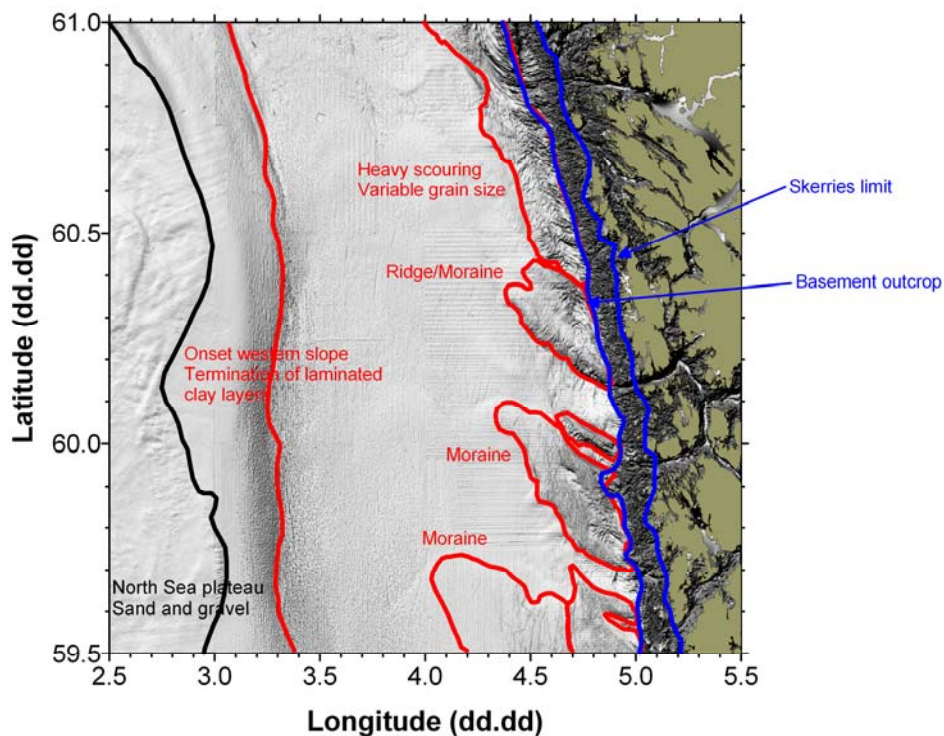 61.0
Heavy scouring
Variable grain size
Skerries limit
60.5
Ridge/Moraine
Basement outcrop
Latitude (dd.dd)
Onset western slope
Termination of laminated
clay layers
60.0
Moraine
Moraine
North Sea plateau
Sand and gravel
59.5
2.5 3.0 3.5 4.0 4.5 5.0 5.5
Longitude (dd.dd)